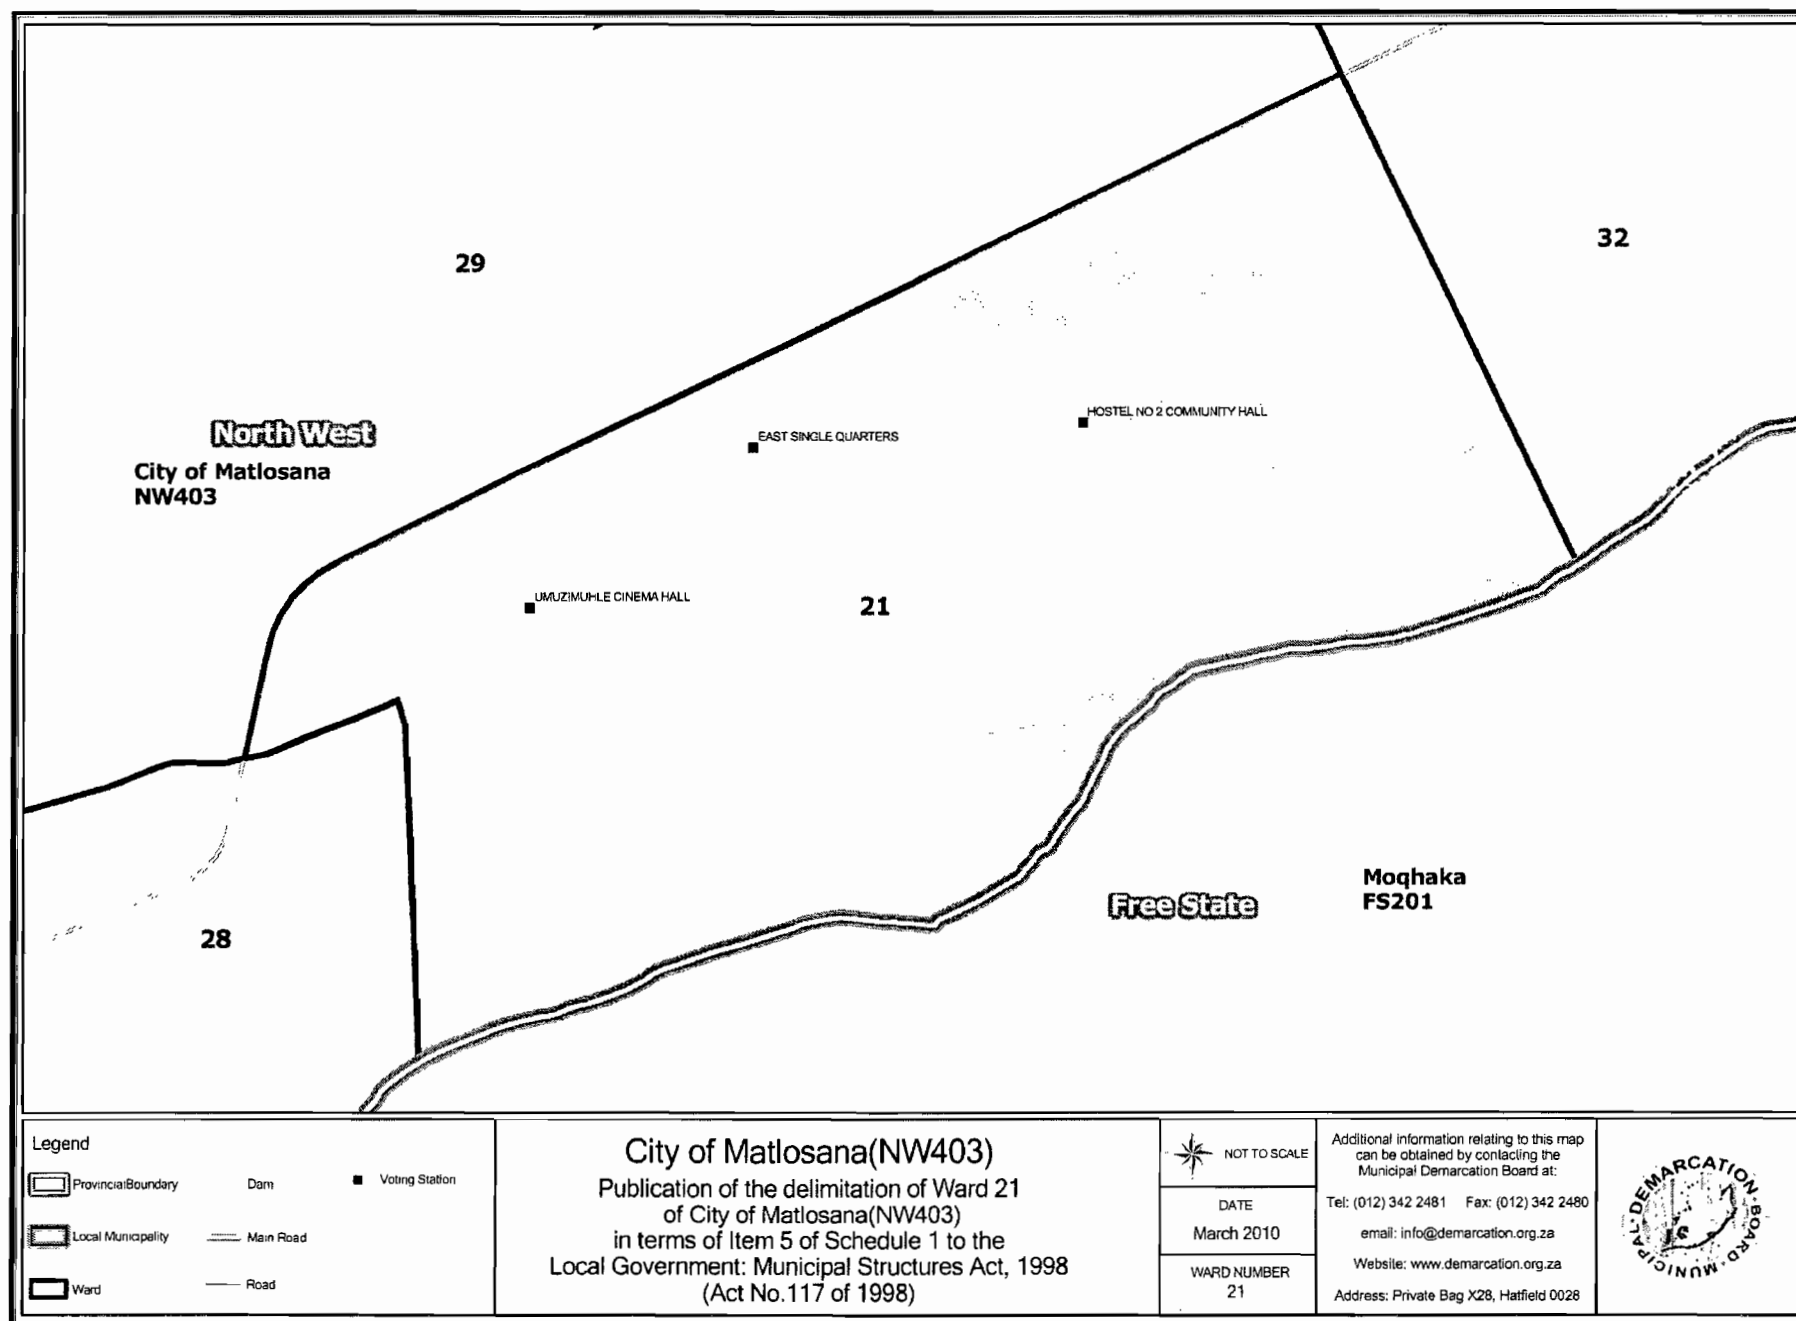 29
32
North West
City of Matlosana
NW403
HOSTEL NO 2 COMMUNITY HALL
EAST SINGLE QUARTERS
UMUZIMUHLE CINEMA HALL
21
28
Free State
Moqhaka
FS201
Legend
Provincial Boundary
Dam
Voting Station
Local Municipality
Main Road
Ward
Road
City of Matlosana(NW403)
Publication of the delimitation of Ward 21
of City of Matlosana(NW403)
in terms of Item 5 of Schedule 1 to the
Local Government: Municipal Structures Act, 1998
(Act No.117 of 1998)
NOT TO SCALE
DATE
March 2010
WARD NUMBER
21
Additional information relating to this map
can be obtained by contacting the
Municipal Demarcation Board at:
Tel: (012) 342 2481 Fax: (012) 342 2480
email: info@demarcation.org.za
Website: www.demarcation.org.za
Address: Private Bag X28, Hatfield 0028
MUNICIPAL · DEMARCATION · BOARD